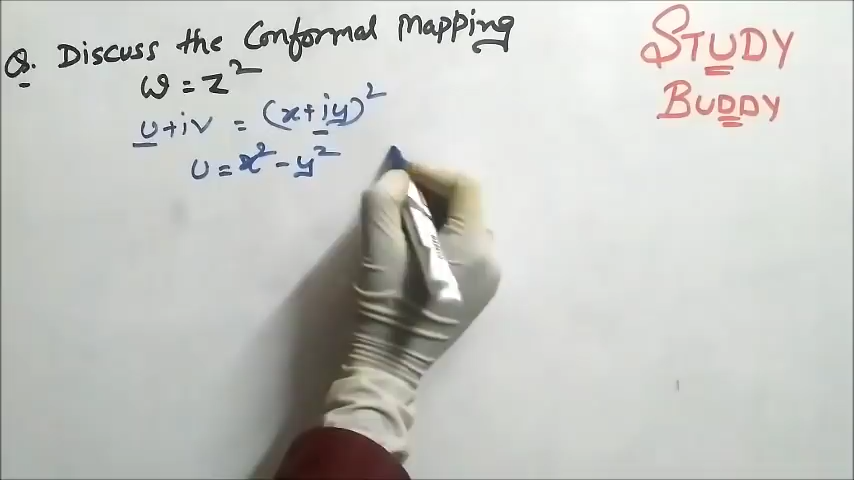 Q. Discuss the Conformal Mapping
ω = z²
u + iv = (x + iy)²
u = x² - y²
STUDY
BUDDY